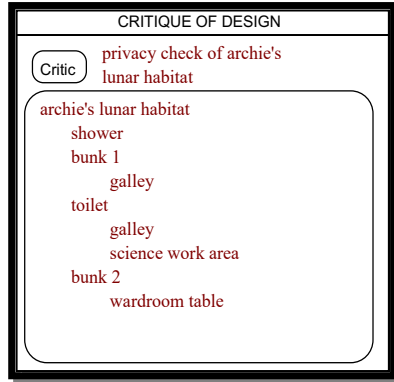 CRITIQUE OF DESIGN
Critic
privacy check of archie's
lunar habitat
archie's lunar habitat
shower
bunk 1
galley
toilet
galley
science work area
bunk 2
wardroom table